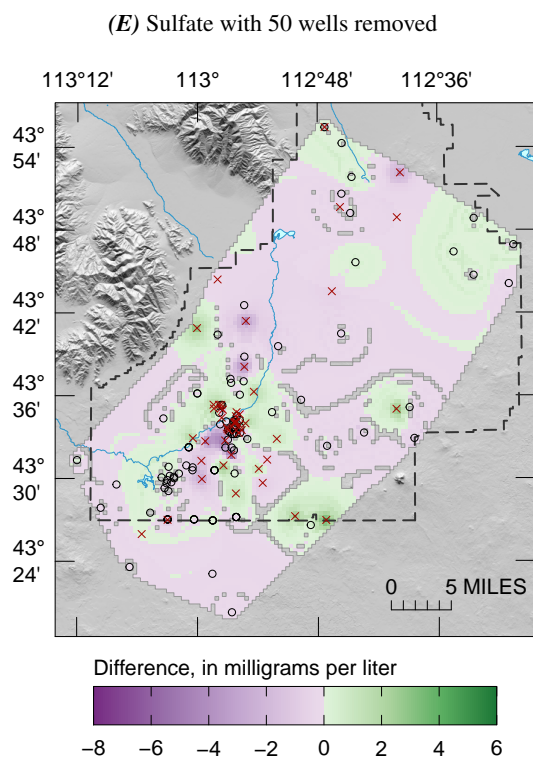 (E) Sulfate with 50 wells removed
113°12' 113° 112°48' 112°36'
43°
54'
43°
48'
43°
42'
43°
36'
43°
30'
43°
24'
0 5 MILES
Difference, in milligrams per liter
−8 −6 −4 −2 0 2 4 6